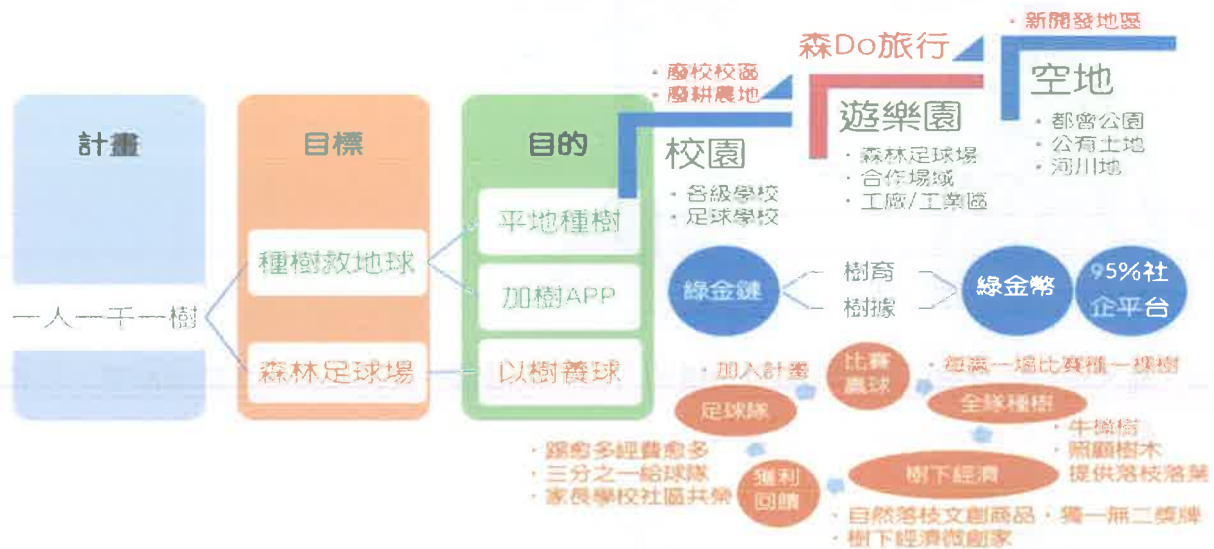 計畫
一人一千一樹
目標
種樹救地球
森林足球場
目的
平地種樹
加樹APP
以樹養球
・廢校校區
・廢耕農地
校園
・各級學校
・足球學校
森Do旅行
遊樂園
・森林足球場
・合作場域
・工廠/工業區
・新開發地區
空地
・都會公園
・公有土地
・河川地
綠金鏈
樹育
樹據
綠金幣
95%社
企平台
・加入計畫
足球隊
比賽
贏球
・每贏一場比賽種一棵樹
全隊種樹
・牛樟樹
・照顧樹木
提供落枝落葉
樹下經濟
・自然落枝文創商品・獨一無二獎牌
・樹下經濟微創家
獲利
回饋
・踢愈多經費愈多
・三分之一給球隊
・家長學校社區共榮